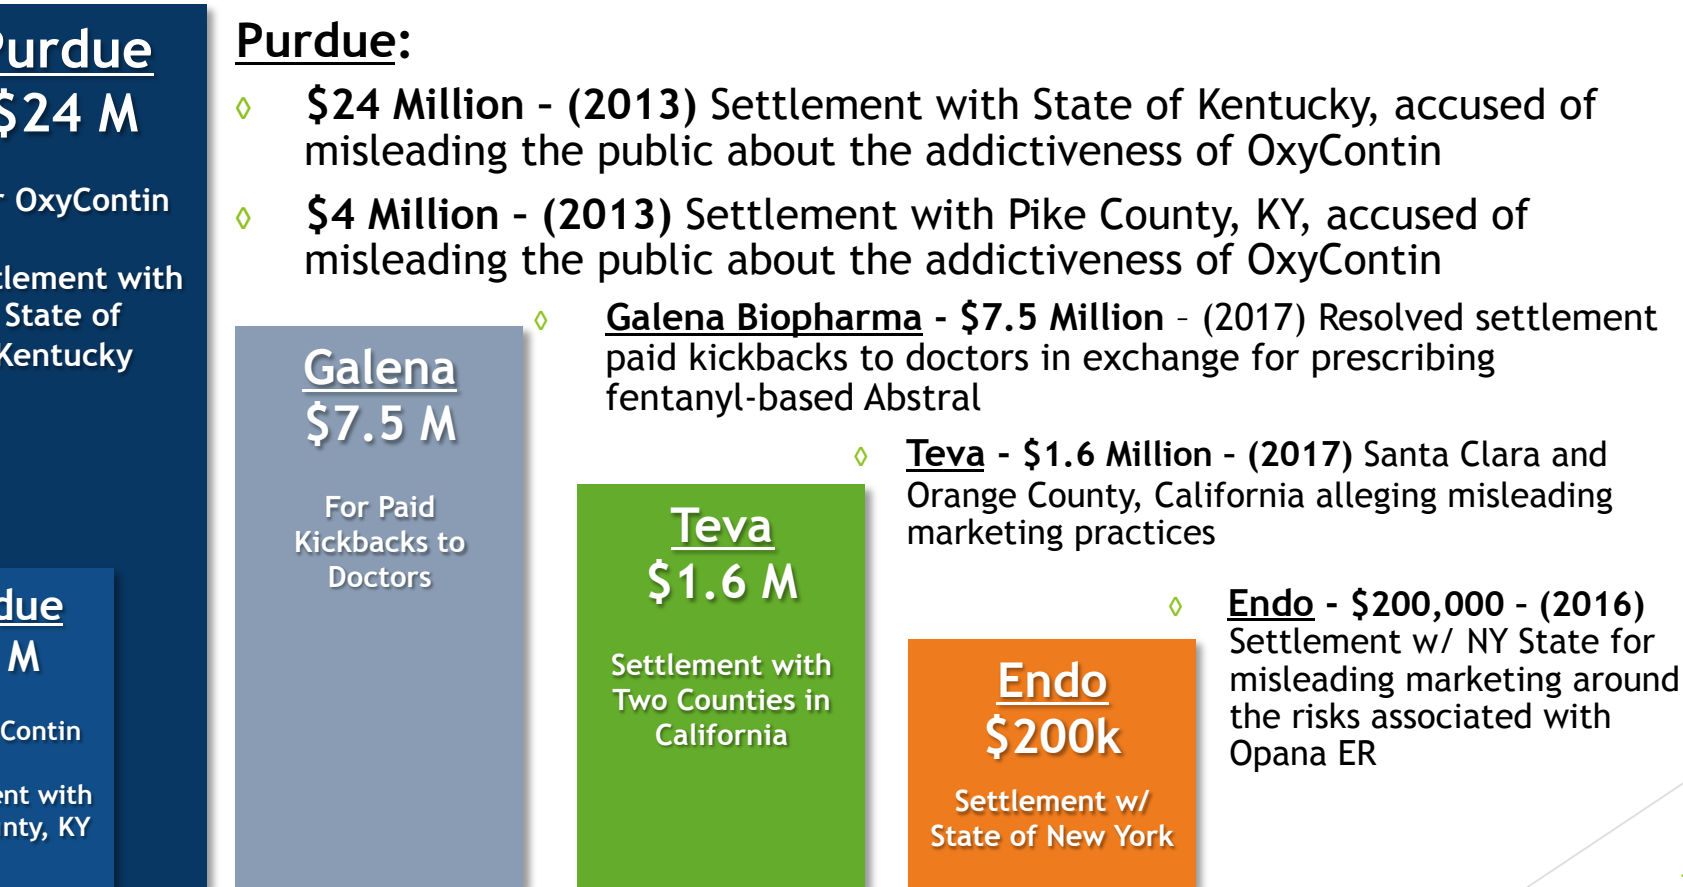 Purdue
$24 M
OxyContin
with
State of
Kentucky
M
with
KY
Purdue:
◊ $24 Million – (2013) Settlement with State of Kentucky, accused of
misleading the public about the addictiveness of OxyContin
◊ $4 Million – (2013) Settlement with Pike County, KY, accused of
misleading the public about the addictiveness of OxyContin
◊ Galena Biopharma - $7.5 Million – (2017) Resolved settlement
paid kickbacks to doctors in exchange for prescribing
fentanyl-based Abstral
Galena
$7.5 M
For Paid
Kickbacks to
Doctors
◊ Teva - $1.6 Million – (2017) Santa Clara and
Orange County, California alleging misleading
marketing practices
Teva
$1.6 M
Settlement with
Two Counties in
California
◊ Endo - $200,000 – (2016)
Settlement w/ NY State for
misleading marketing around
the risks associated with
Opana ER
Endo
$200k
Settlement w/
State of New York